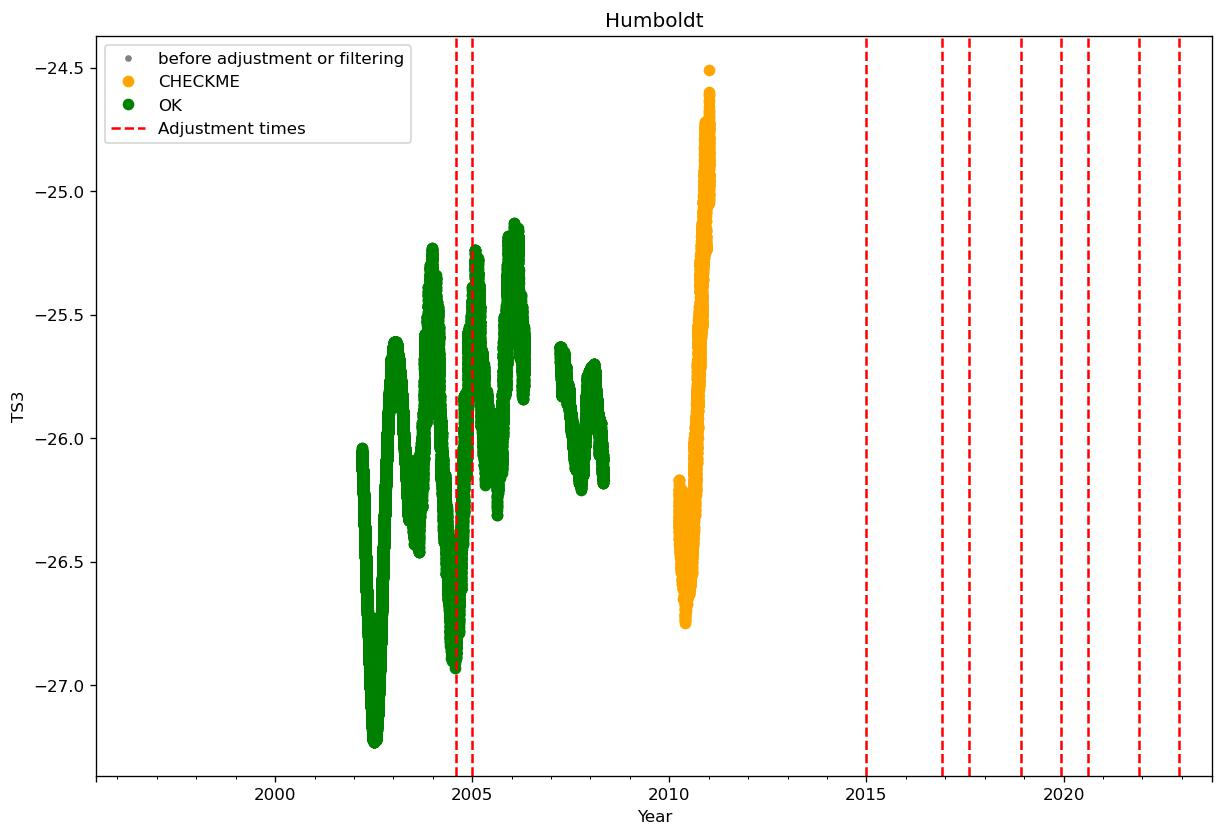 Humboldt
before adjustment or filtering
CHECKME
OK
Adjustment times
TS3
−24.5
−25.0
−25.5
−26.0
−26.5
−27.0
2000 2005 2010 2015 2020
Year